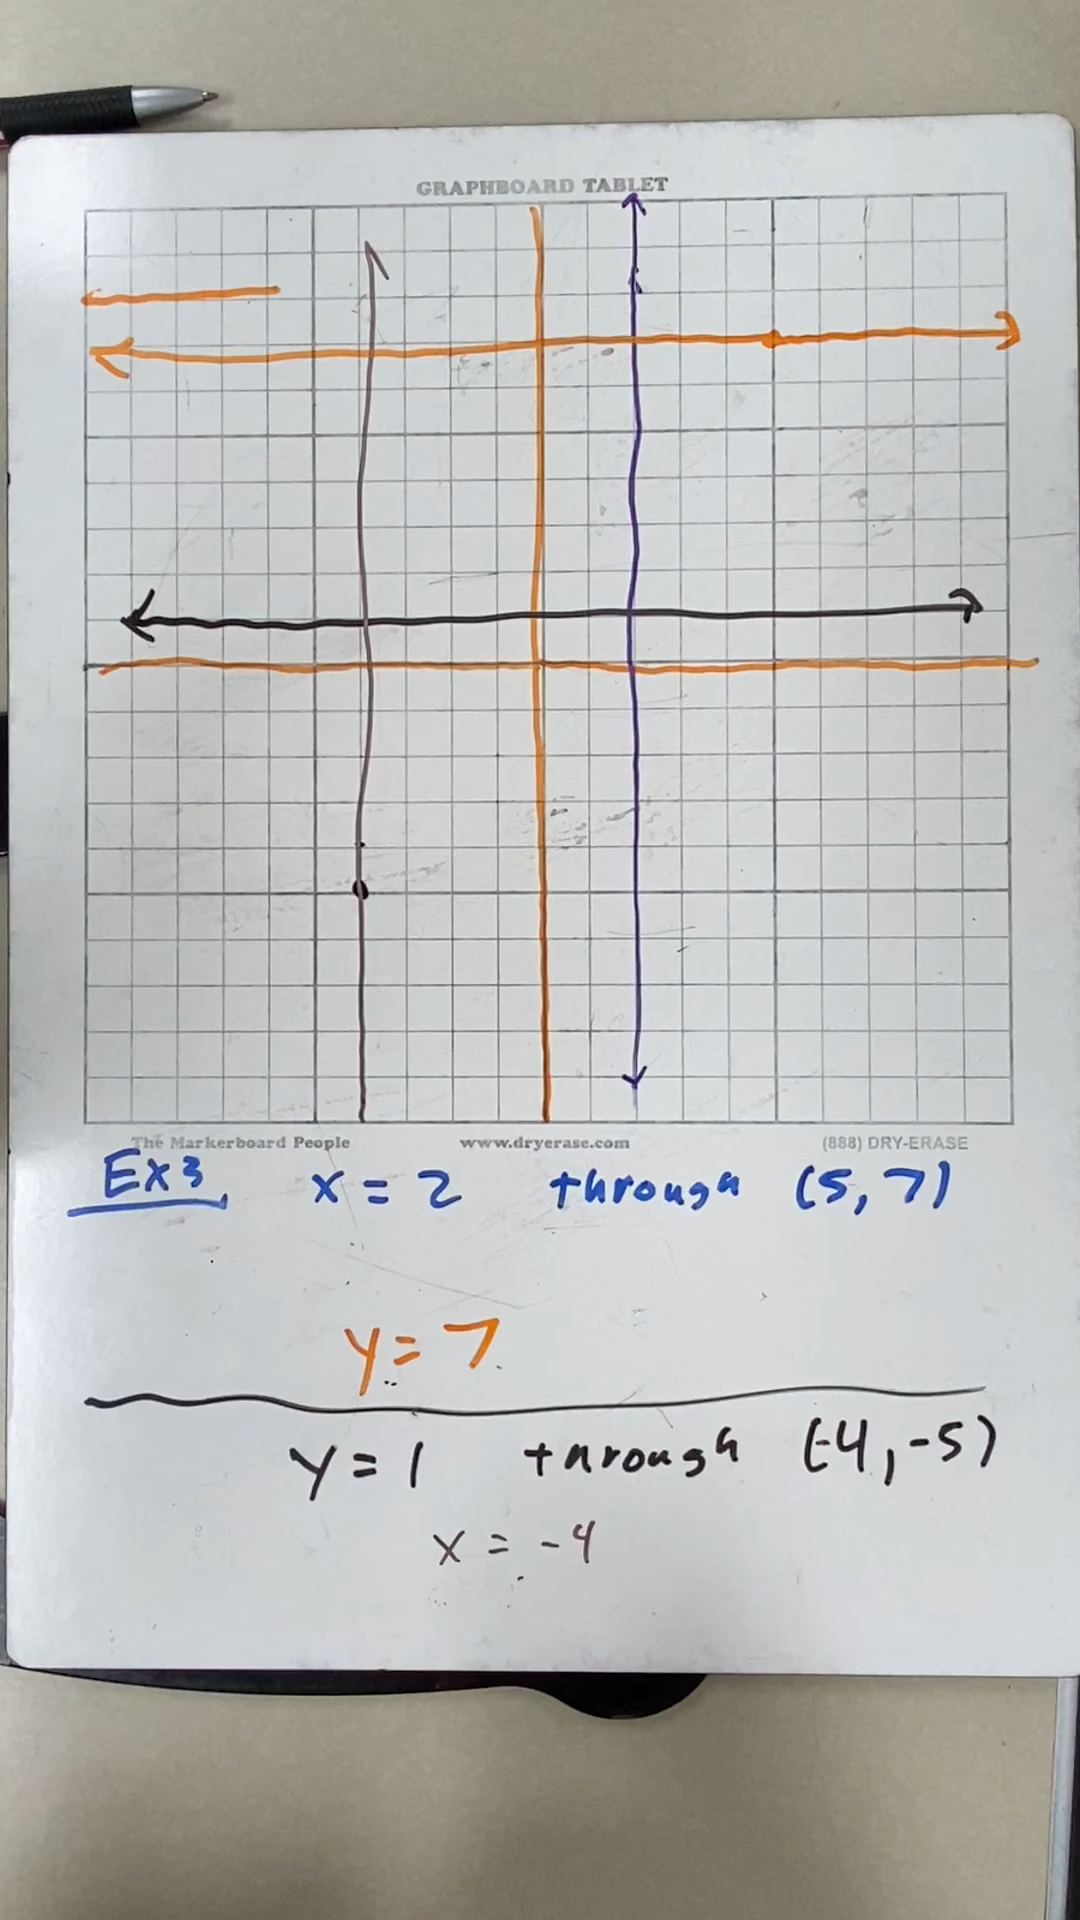 GRAPHBOARD TABLET
The Markerboard People www.dryerase.com (888) DRY-ERASE
Ex3 x = 2 through (5, 7)
y = 7
y = 1 through (-4, -5)
x = -4